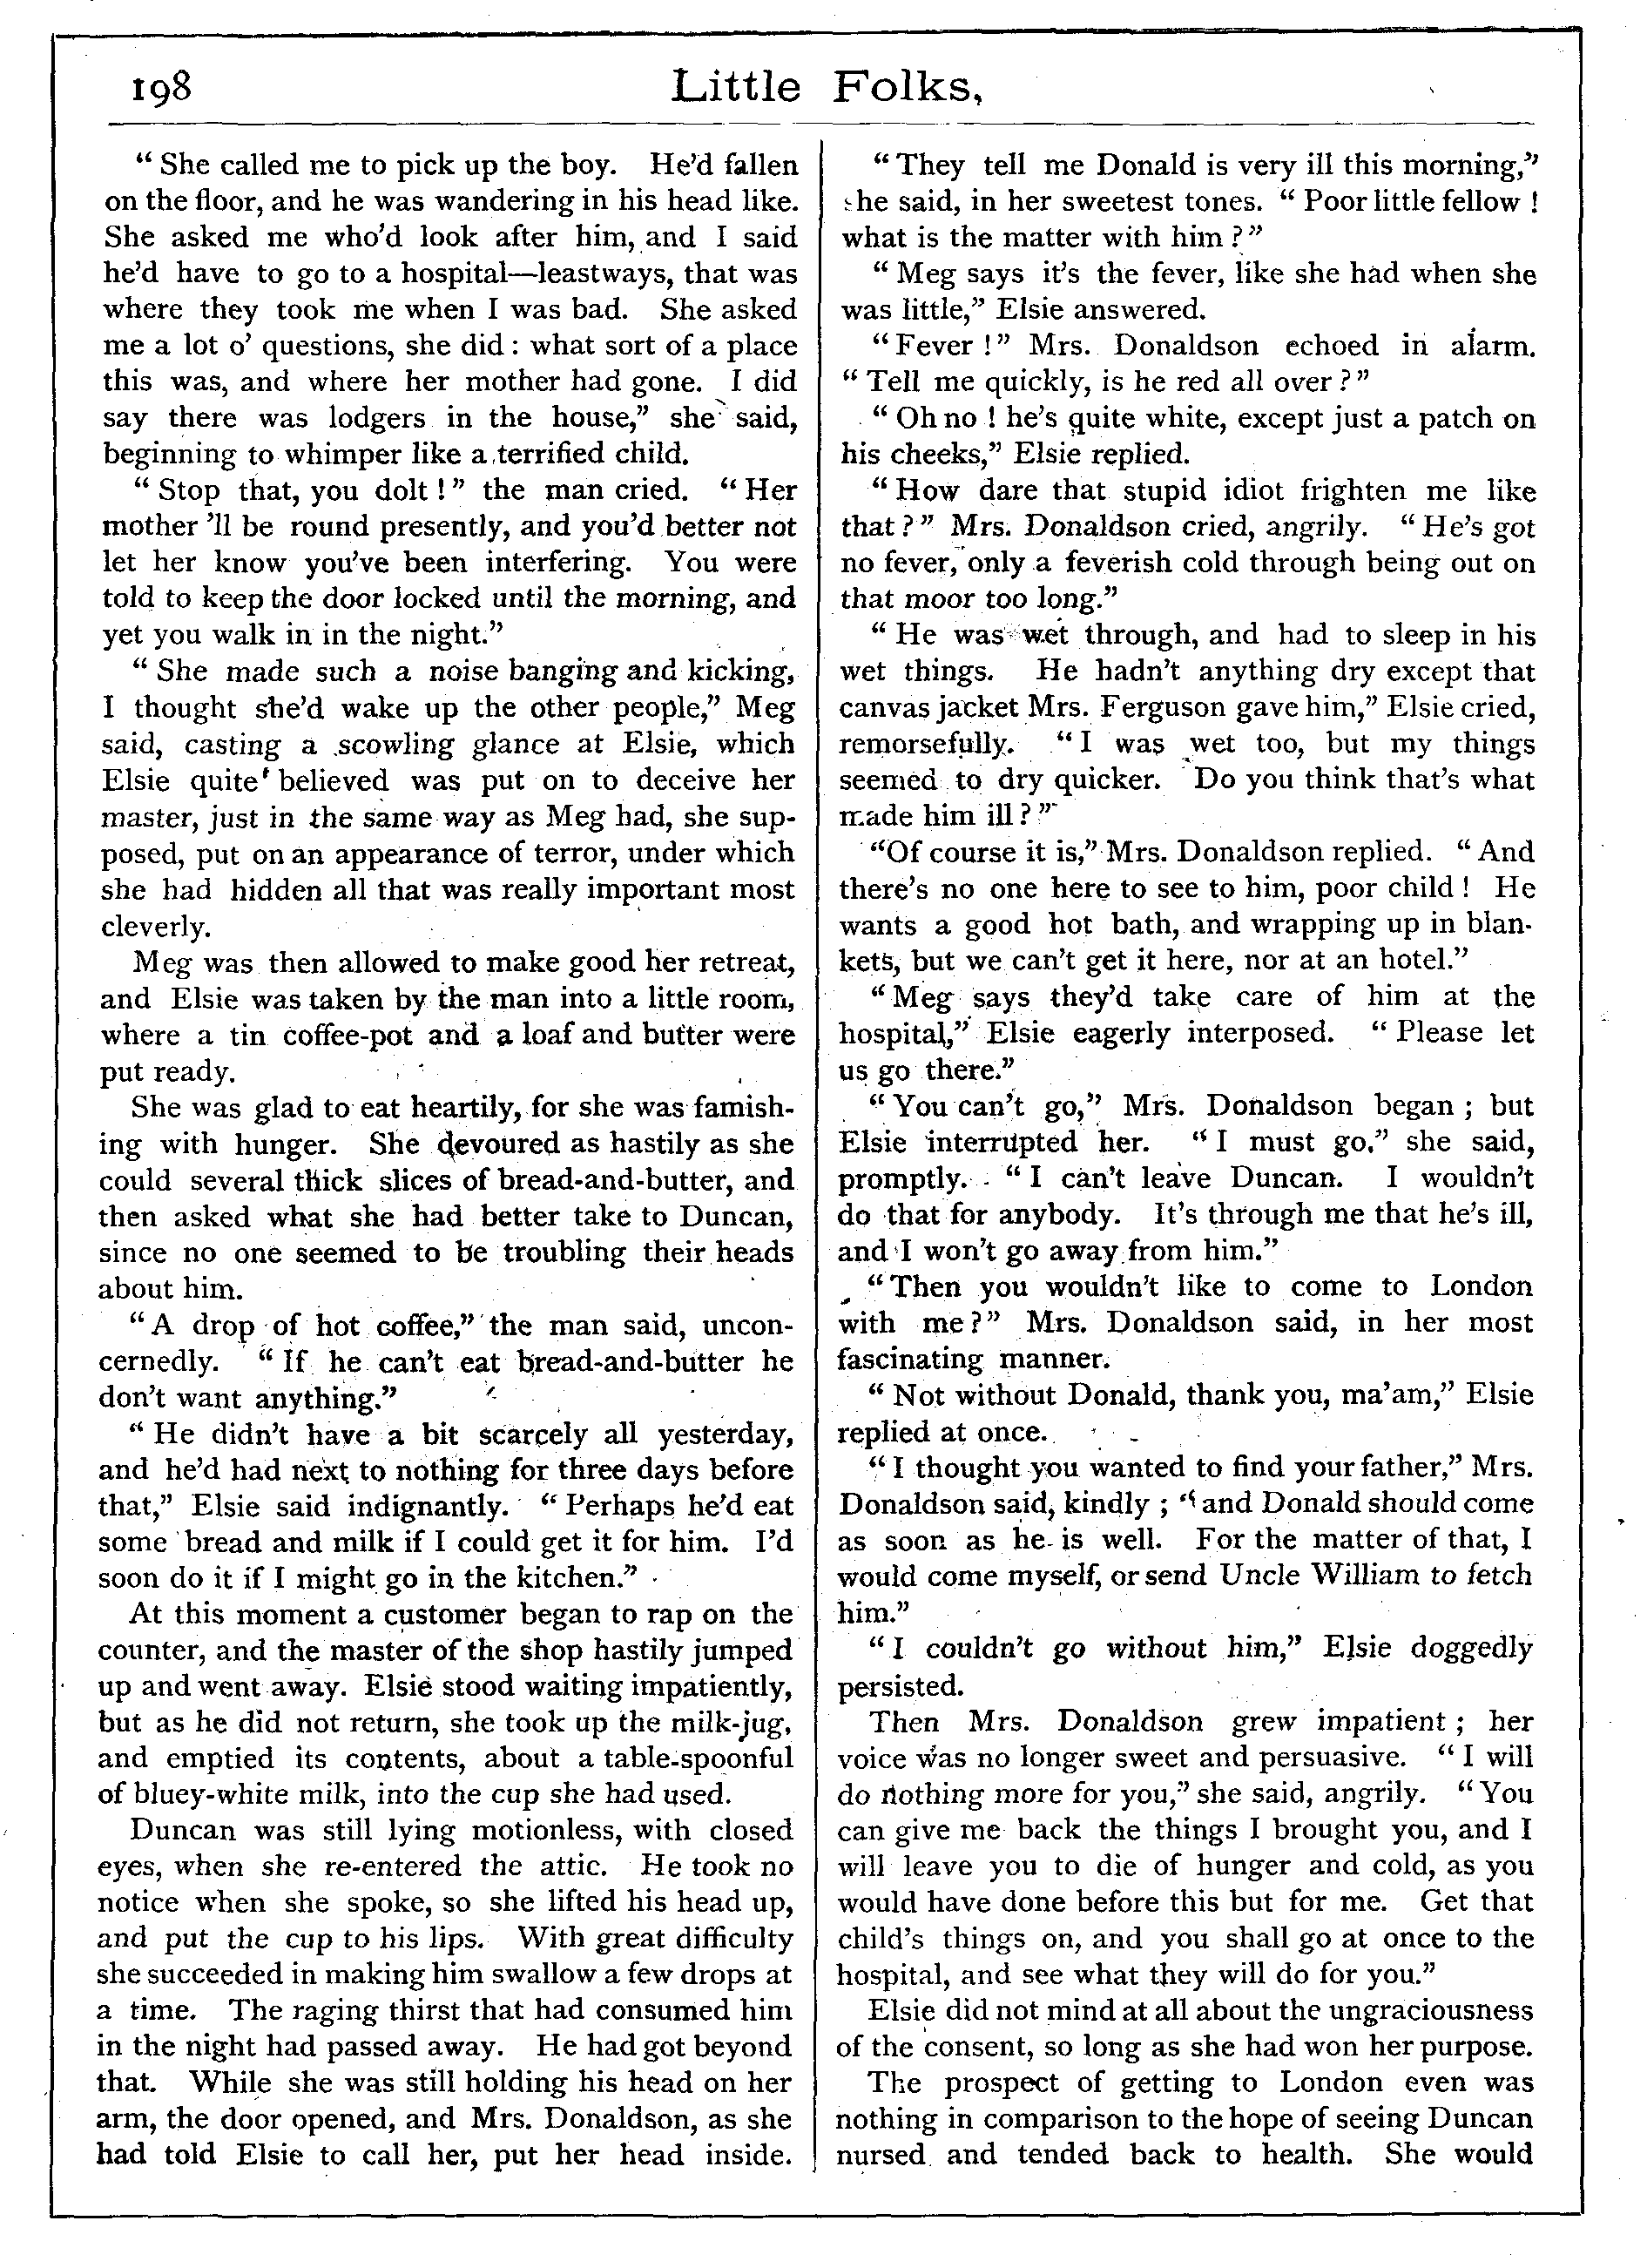 198
Little Folks,
“ She called me to pick up the boy. He’d fallen
on the floor, and he was wandering in his head like.
She asked me who’d look after him, and I said
he’d have to go to a hospital—leastways, that was
where they took me when I was bad. She asked
me a lot o’ questions, she did : what sort of a place
this was, and where her mother had gone. I did
say there was lodgers in the house,” she said,
beginning to whimper like a terrified child.
“ Stop that, you dolt ! ” the man cried. “ Her
mother ’ll be round presently, and you’d better not
let her know you’ve been interfering. You were
told to keep the door locked until the morning, and
yet you walk in in the night.”
“ She made such a noise banging and kicking,
I thought she’d wake up the other people,” Meg
said, casting a scowling glance at Elsie, which
Elsie quite believed was put on to deceive her
master, just in the same way as Meg had, she sup-
posed, put on an appearance of terror, under which
she had hidden all that was really important most
cleverly.
Meg was then allowed to make good her retreat,
and Elsie was taken by the man into a little room,
where a tin coffee-pot and a loaf and butter were
put ready.
She was glad to eat heartily, for she was famish-
ing with hunger. She devoured as hastily as she
could several thick slices of bread-and-butter, and
then asked what she had better take to Duncan,
since no one seemed to be troubling their heads
about him.
“ A drop of hot coffee,” the man said, uncon-
cernedly. “ If he can’t eat bread-and-butter he
don’t want anything.”
“ He didn’t have a bit scarcely all yesterday,
and he’d had next to nothing for three days before
that,” Elsie said indignantly. “ Perhaps he’d eat
some bread and milk if I could get it for him. I’d
soon do it if I might go in the kitchen.”
At this moment a customer began to rap on the
counter, and the master of the shop hastily jumped
up and went away. Elsie stood waiting impatiently,
but as he did not return, she took up the milk-jug,
and emptied its contents, about a table-spoonful
of bluey-white milk, into the cup she had used.
Duncan was still lying motionless, with closed
eyes, when she re-entered the attic. He took no
notice when she spoke, so she lifted his head up,
and put the cup to his lips. With great difficulty
she succeeded in making him swallow a few drops at
a time. The raging thirst that had consumed him
in the night had passed away. He had got beyond
that. While she was still holding his head on her
arm, the door opened, and Mrs. Donaldson, as she
had told Elsie to call her, put her head inside.
“ They tell me Donald is very ill this morning,”
she said, in her sweetest tones. “ Poor little fellow !
what is the matter with him ? ”
“ Meg says it’s the fever, like she had when she
was little,” Elsie answered.
“ Fever ! ” Mrs. Donaldson echoed in alarm.
“ Tell me quickly, is he red all over ? ”
“ Oh no ! he’s quite white, except just a patch on
his cheeks,” Elsie replied.
“ How dare that stupid idiot frighten me like
that ? ” Mrs. Donaldson cried, angrily. “ He’s got
no fever, only a feverish cold through being out on
that moor too long.”
“ He was wet through, and had to sleep in his
wet things. He hadn’t anything dry except that
canvas jacket Mrs. Ferguson gave him,” Elsie cried,
remorsefully. “ I was wet too, but my things
seemed to dry quicker. Do you think that’s what
made him ill ? ”
“Of course it is,” Mrs. Donaldson replied. “ And
there’s no one here to see to him, poor child ! He
wants a good hot bath, and wrapping up in blan-
kets, but we can’t get it here, nor at an hotel.”
“ Meg says they’d take care of him at the
hospital,” Elsie eagerly interposed. “ Please let
us go there.”
“ You can’t go,” Mrs. Donaldson began ; but
Elsie interrupted her. “ I must go.” she said,
promptly. “ I can’t leave Duncan. I wouldn’t
do that for anybody. It’s through me that he’s ill,
and I won’t go away from him.”
“ Then you wouldn’t like to come to London
with me ? ” Mrs. Donaldson said, in her most
fascinating manner.
“ Not without Donald, thank you, ma’am,” Elsie
replied at once.
“ I thought you wanted to find your father,” Mrs.
Donaldson said, kindly ; “ and Donald should come
as soon as he is well. For the matter of that, I
would come myself, or send Uncle William to fetch
him.”
“ I couldn’t go without him,” Elsie doggedly
persisted.
Then Mrs. Donaldson grew impatient ; her
voice was no longer sweet and persuasive. “ I will
do nothing more for you,” she said, angrily. “ You
can give me back the things I brought you, and I
will leave you to die of hunger and cold, as you
would have done before this but for me. Get that
child’s things on, and you shall go at once to the
hospital, and see what they will do for you.”
Elsie did not mind at all about the ungraciousness
of the consent, so long as she had won her purpose.
The prospect of getting to London even was
nothing in comparison to the hope of seeing Duncan
nursed and tended back to health. She would